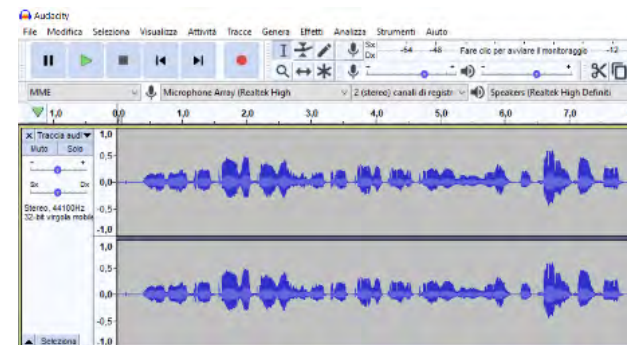 Audacity
File Modifica Seleziona Visualizza Attività Tracce Genera Effetti Analizza Strumenti Aiuto
Sx
Dx
-54 -48 Fare clic per avviare il monitoraggio -12
MME Microphone Array (Realtek High 2 (stereo) canali di registr Speakers (Realtek High Definiti
1,0 0,0 1,0 2,0 3,0 4,0 5,0 6,0 7,0
x Traccia audi▼ 1,0
Muto Solo
- + 0,5
0,0
Sx Dx
Stereo, 44100Hz -0,5
32-bit virgola mobile
-1,0
1,0
0,5
0,0
-0,5
Seleziona -1,0